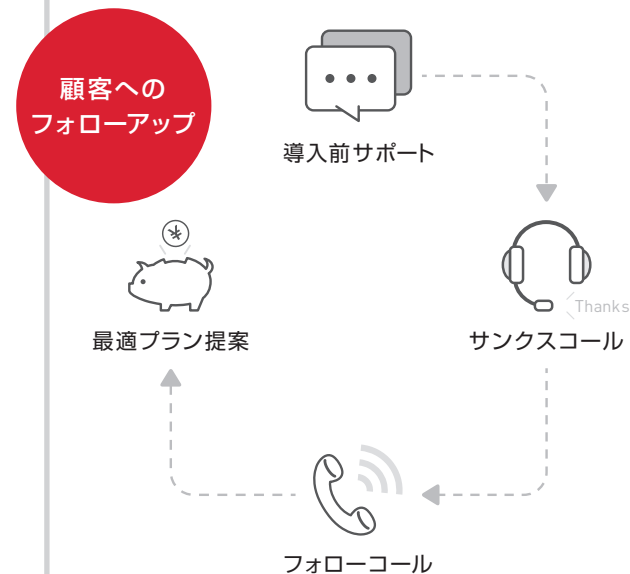 顧客への
フォローアップ
導入前サポート
Thanks
サンクスコール
最適プラン提案
フォローコール